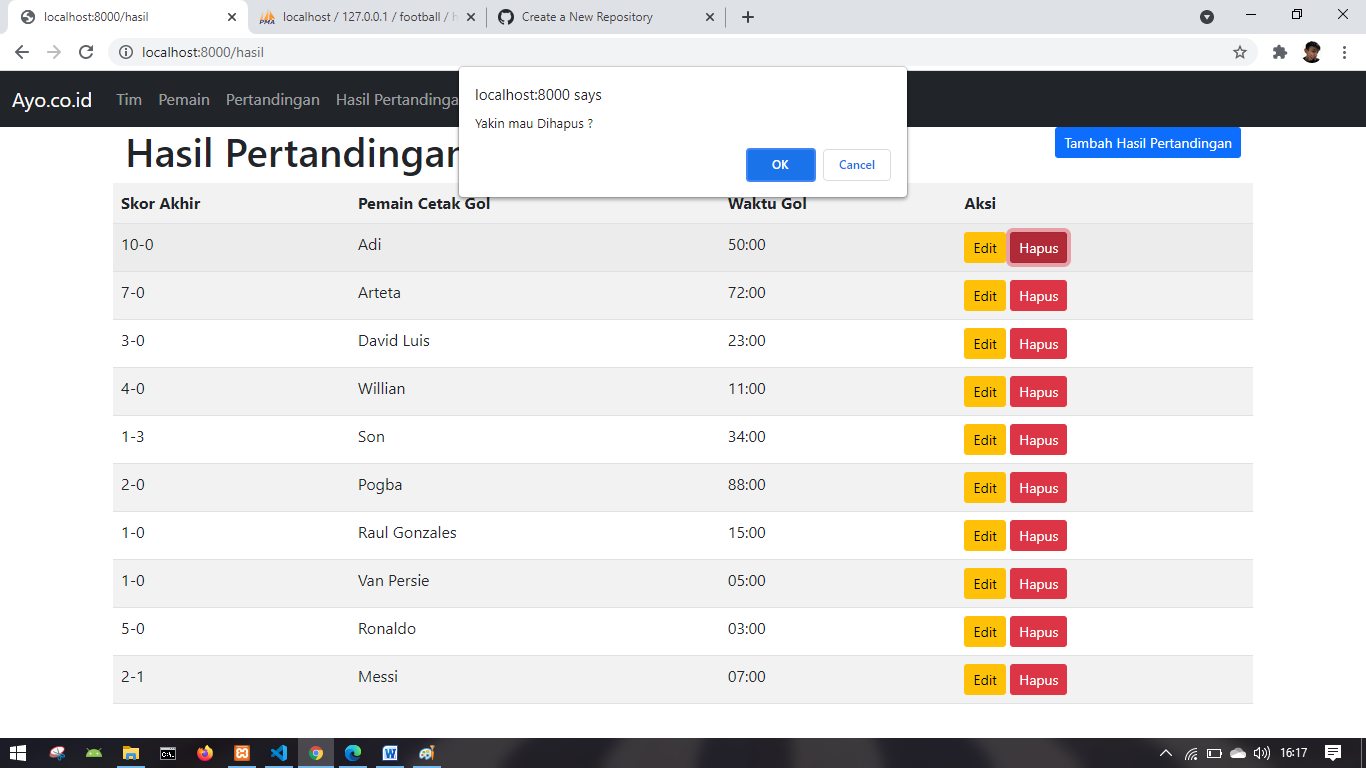 localhost:8000/hasil
localhost / 127.0.0.1 / football / h
Create a New Repository
localhost:8000/hasil
Ayo.co.id Tim Pemain Pertandingan Hasil Pertandinga
localhost:8000 says
Yakin mau Dihapus ?
OK Cancel
Hasil Pertandingan
Tambah Hasil Pertandingan
Skor Akhir Pemain Cetak Gol Waktu Gol Aksi
10-0 Adi 50:00 Edit Hapus
7-0 Arteta 72:00 Edit Hapus
3-0 David Luis 23:00 Edit Hapus
4-0 Willian 11:00 Edit Hapus
1-3 Son 34:00 Edit Hapus
2-0 Pogba 88:00 Edit Hapus
1-0 Raul Gonzales 15:00 Edit Hapus
1-0 Van Persie 05:00 Edit Hapus
5-0 Ronaldo 03:00 Edit Hapus
2-1 Messi 07:00 Edit Hapus
16:17